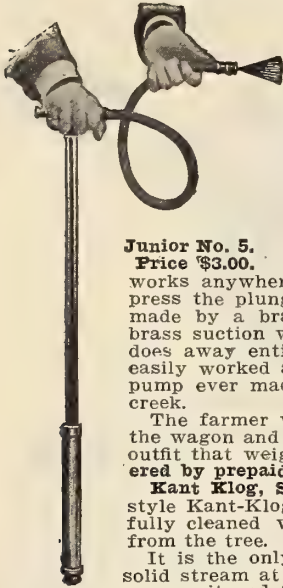 Junior No. 5.
Price $3.00.
works anywher
press the plung
made by a bra
brass suction v
does away enti
easily worked a
pump ever mad
creek.
The farmer v
the wagon and
outfit that weig
ered by prepaid
Kant Klog, S
style Kant-Klog
fully cleaned v
from the tree.
It is the only
solid stream at